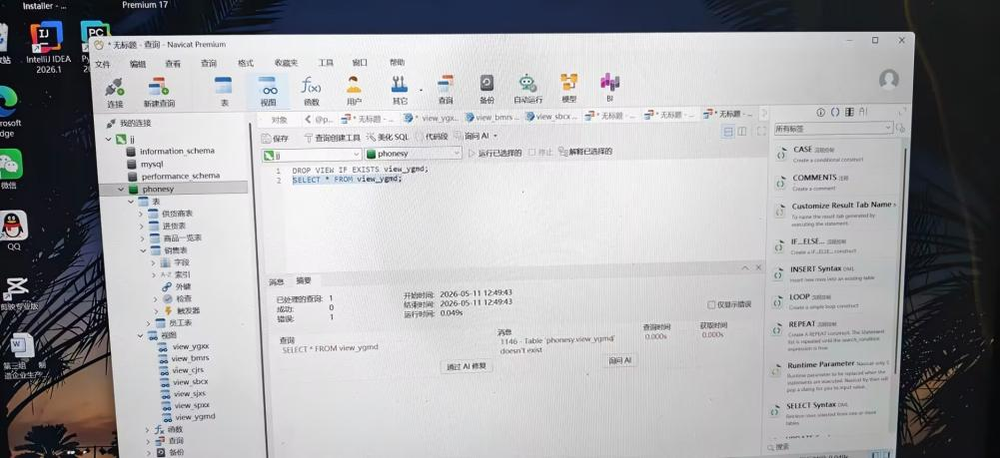 Installer - ...
Premium 17
IntelliJ IDEA
2026.1
* 无标题 - 查询 - Navicat Premium
文件 编辑 查看 查询 格式 收藏夹 工具 窗口 帮助
连接 新建查询 表 视图 函数 用户 其它 查询 备份 自动运行 模型 BI
我的连接
对象 @p... * 无标题 - ... * view_ygx... view_bmrs ... view_sbcx ... * 无标题 - ... * 无标题 - ... * 无标题 - ...
保存 查询创建工具 美化 SQL 代码段 询问 AI
jj phonesy 运行已选择的 停止 解释已选择的
1 DROP VIEW IF EXISTS view_ygmd;
2 SELECT * FROM view_ygmd;
jj
information_schema
mysql
performance_schema
phonesy
表
供货商表
进货表
商品一览表
销售表
字段
索引
外键
检查
触发器
员工表
视图
view_ygxx
view_bmrs
view_cjrs
view_sbcx
view_sjxs
view_spxx
view_ygmd
函数
查询
备份
消息 摘要
已处理的查询: 1
成功: 0
错误: 1
开始时间: 2026-05-11 12:49:43
结束时间: 2026-05-11 12:49:43
运行时间: 0.049s
仅显示错误
查询 消息 查询时间 获取时间
SELECT * FROM view_ygmd 1146 - Table 'phonesy.view_ygmd' doesn't exist 0.000s 0.000s
通过 AI 修复 询问 AI
所有标签
CASE 流程控制
Create a conditional construct
COMMENTS 注释
Create a comment
Customize Result Tab Name
To name the result tab generated by
executing the statement.
IF...ELSE... 流程控制
Create a IF...ELSE... construct
INSERT Syntax DML
Insert new rows into an existing table
LOOP 流程控制
Create a simple loop construct
REPEAT 流程控制
Create A REPEAT construct. The Statement
list is repeated until the search_condition
expression is true.
Runtime Parameter Navicat only
Runtime parameter to be replaced when the
statements are executed. Navicat by then will
pop a dialog for you to input value.
SELECT Syntax DML
Retrieve rows selected from one or more
tables
搜索
微信
QQ
剪映专业版